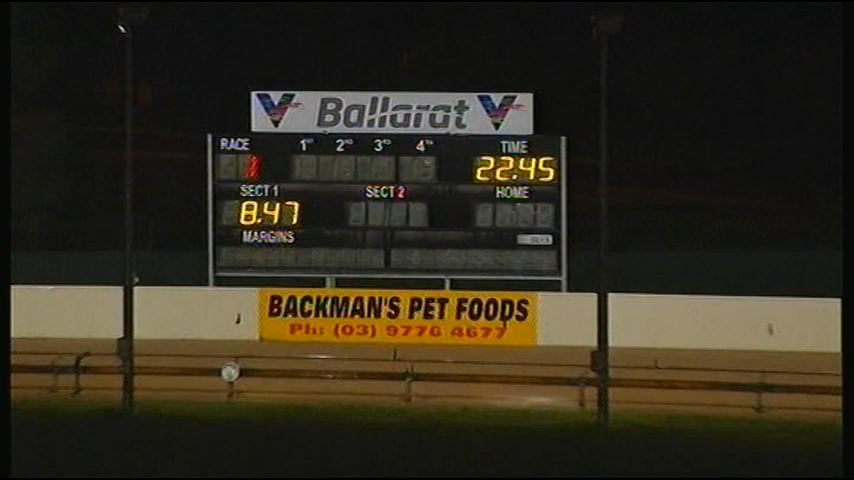 V Ballarat V
RACE 1ST 2ND 3RD 4TH TIME
1 22.45
SECT 1 SECT 2 HOME
8.47
MARGINS
BACKMAN'S PET FOODS
Ph: (03) 9776 4677